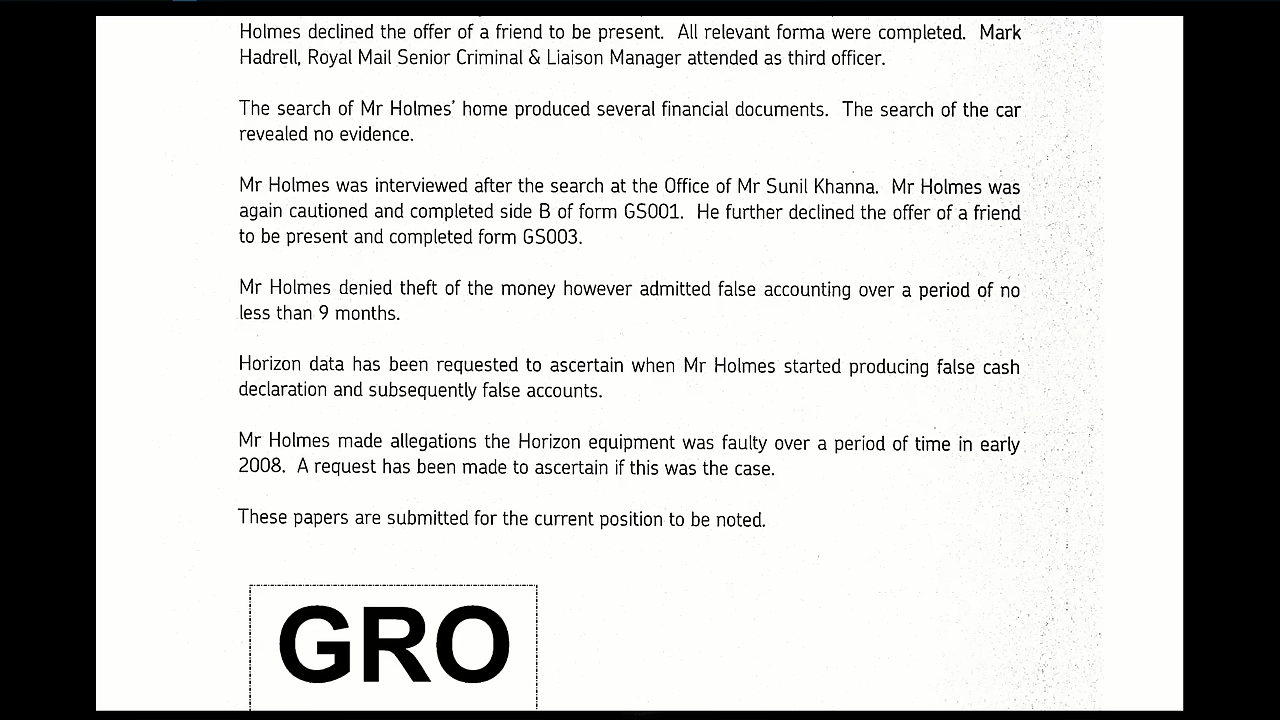 Holmes declined the offer of a friend to be present. All relevant forma were completed. Mark
Hadrell, Royal Mail Senior Criminal & Liaison Manager attended as third officer.
The search of Mr Holmes' home produced several financial documents. The search of the car
revealed no evidence.
Mr Holmes was interviewed after the search at the Office of Mr Sunil Khanna. Mr Holmes was
again cautioned and completed side B of form GS001. He further declined the offer of a friend
to be present and completed form GS003.
Mr Holmes denied theft of the money however admitted false accounting over a period of no
less than 9 months.
Horizon data has been requested to ascertain when Mr Holmes started producing false cash
declaration and subsequently false accounts.
Mr Holmes made allegations the Horizon equipment was faulty over a period of time in early
2008. A request has been made to ascertain if this was the case.
These papers are submitted for the current position to be noted.
GRO